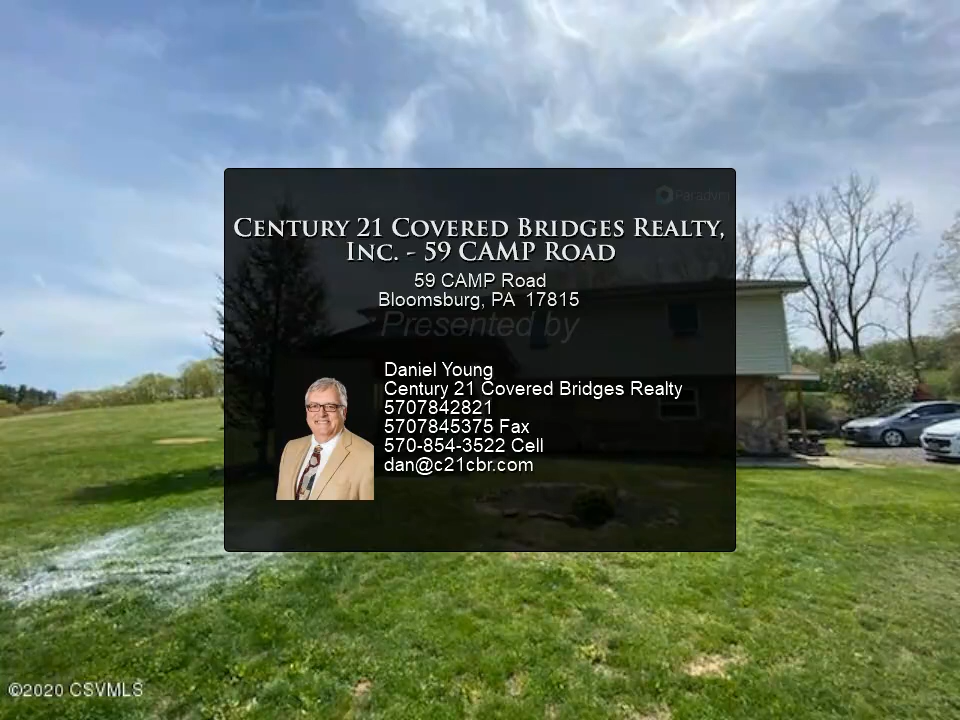 Paradym
Century 21 Covered Bridges Realty,
Inc. - 59 CAMP Road
59 CAMP Road
Bloomsburg, PA 17815
Presented by
Daniel Young
Century 21 Covered Bridges Realty
5707842821
5707845375 Fax
570-854-3522 Cell
dan@c21cbr.com
©2020 CSVMLS